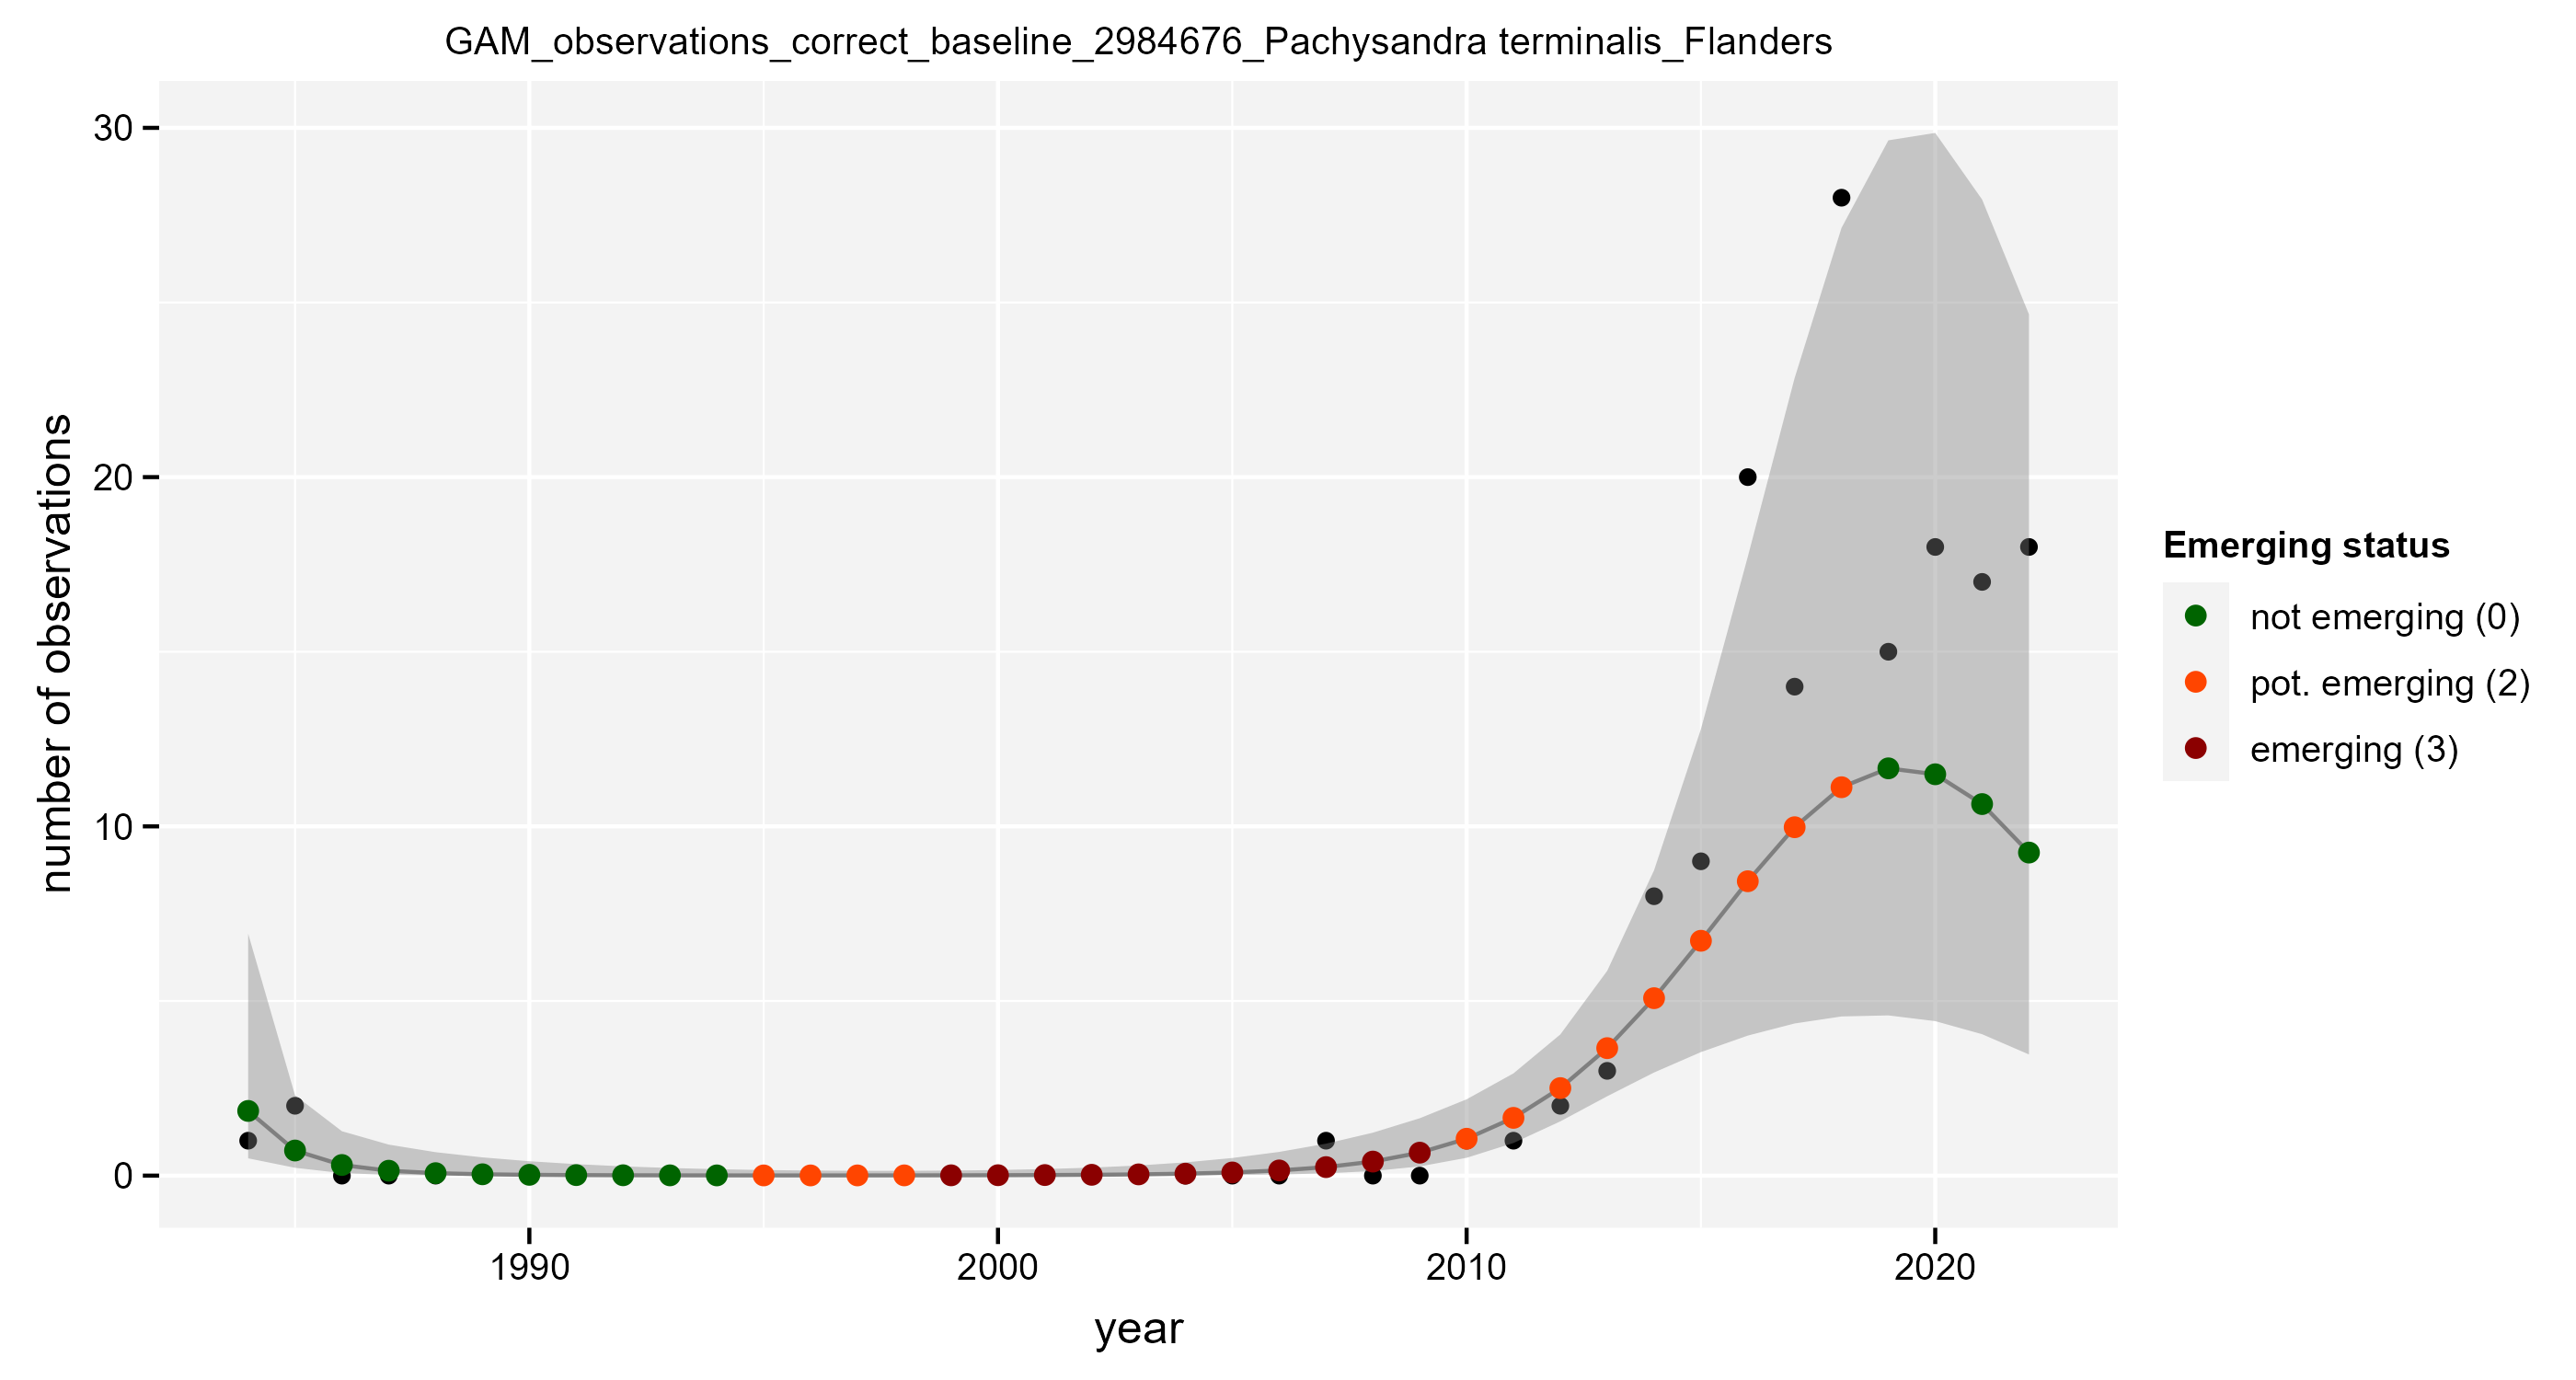 GAM_observations_correct_baseline_2984676_Pachysandra terminalis_Flanders
number of observations
30
20
10
0
1990 2000 2010 2020
year
Emerging status
not emerging (0)
pot. emerging (2)
emerging (3)